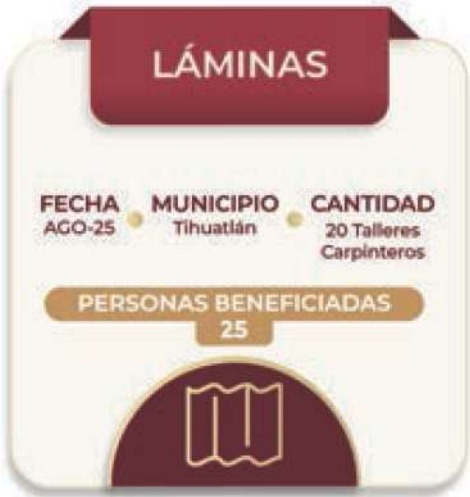 LÁMINAS
FECHA MUNICIPIO CANTIDAD
AGO-25 Tihuatlán 20 Talleres
Carpinteros
PERSONAS BENEFICIADAS
25